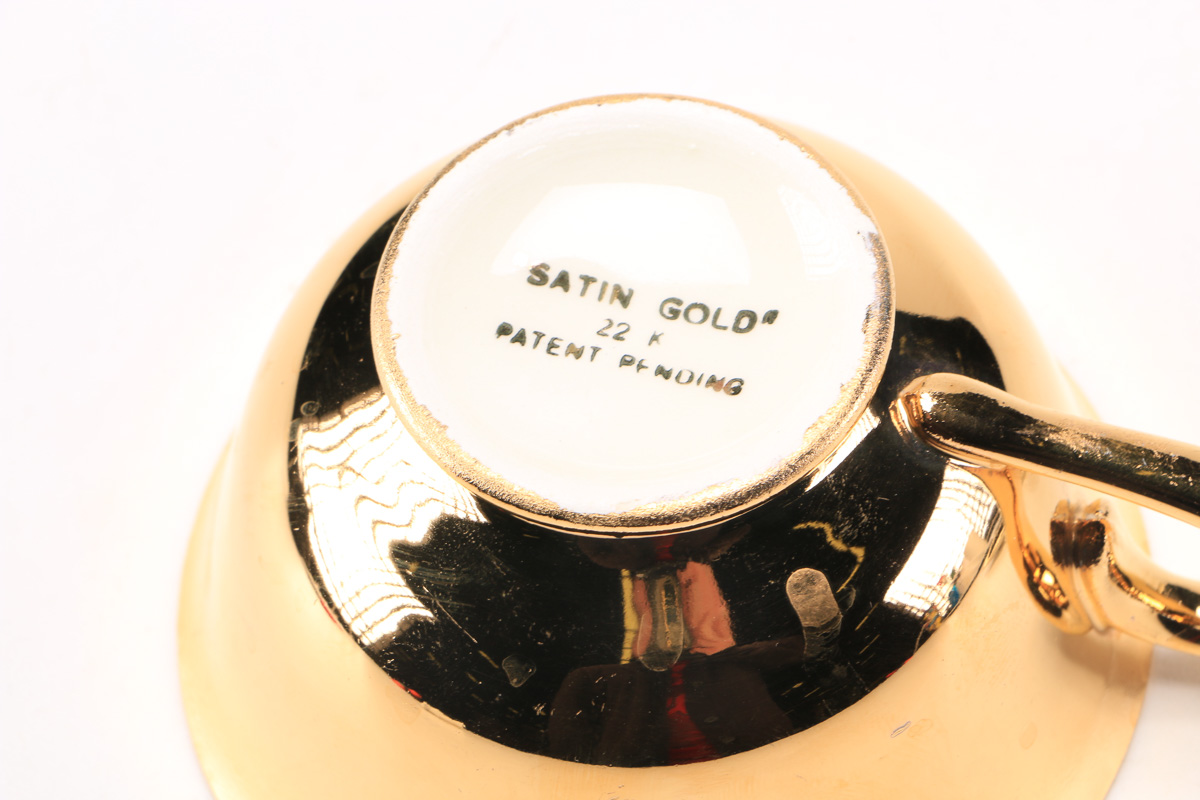 SATIN GOLD"
22 K
PATENT PENDING